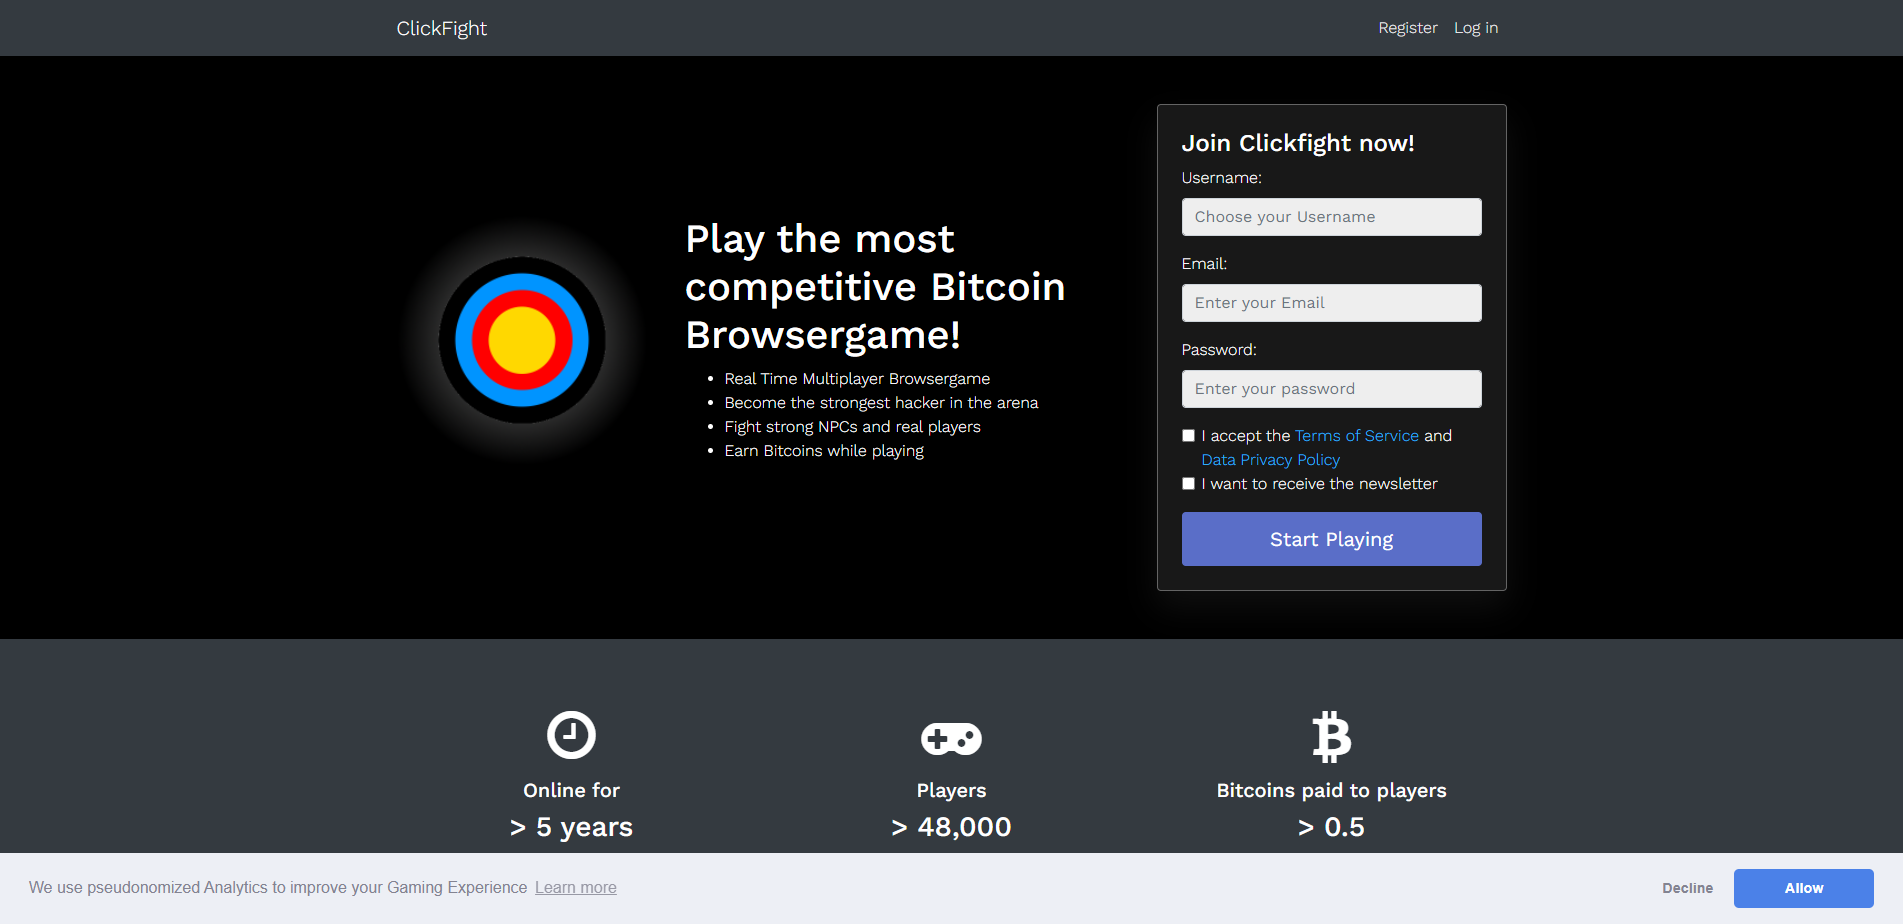 ClickFight
Register
Log in
Play the most
competitive Bitcoin
Browsergame!
Real Time Multiplayer Browsergame
Become the strongest hacker in the arena
Fight strong NPCs and real players
Earn Bitcoins while playing
Join Clickfight now!
Username:
Choose your Username
Email:
Enter your Email
Password:
Enter your password
I accept the Terms of Service and
Data Privacy Policy
I want to receive the newsletter
Start Playing
Online for
> 5 years
Players
> 48,000
Bitcoins paid to players
> 0.5
We use pseudonomized Analytics to improve your Gaming Experience Learn more
Decline
Allow